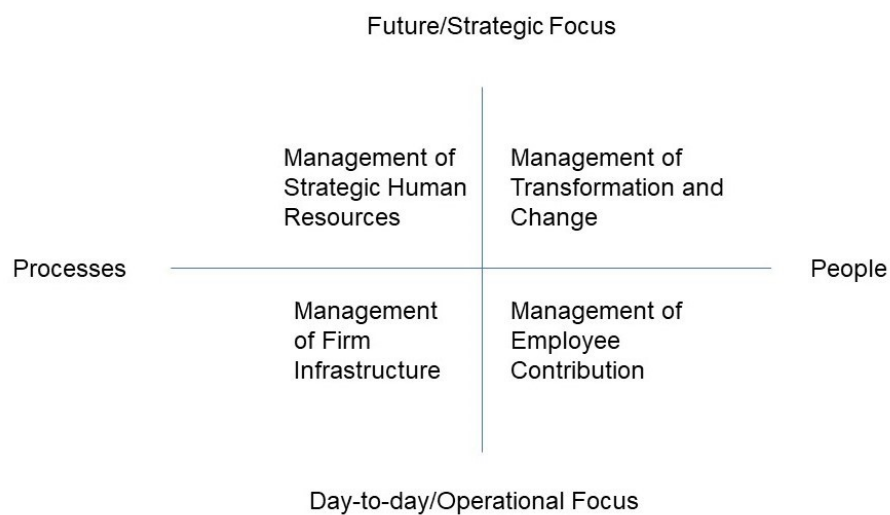 Future/Strategic Focus
Management of
Strategic Human
Resources
Management of
Transformation and
Change
Processes
People
Management
of Firm
Infrastructure
Management of
Employee
Contribution
Day-to-day/Operational Focus